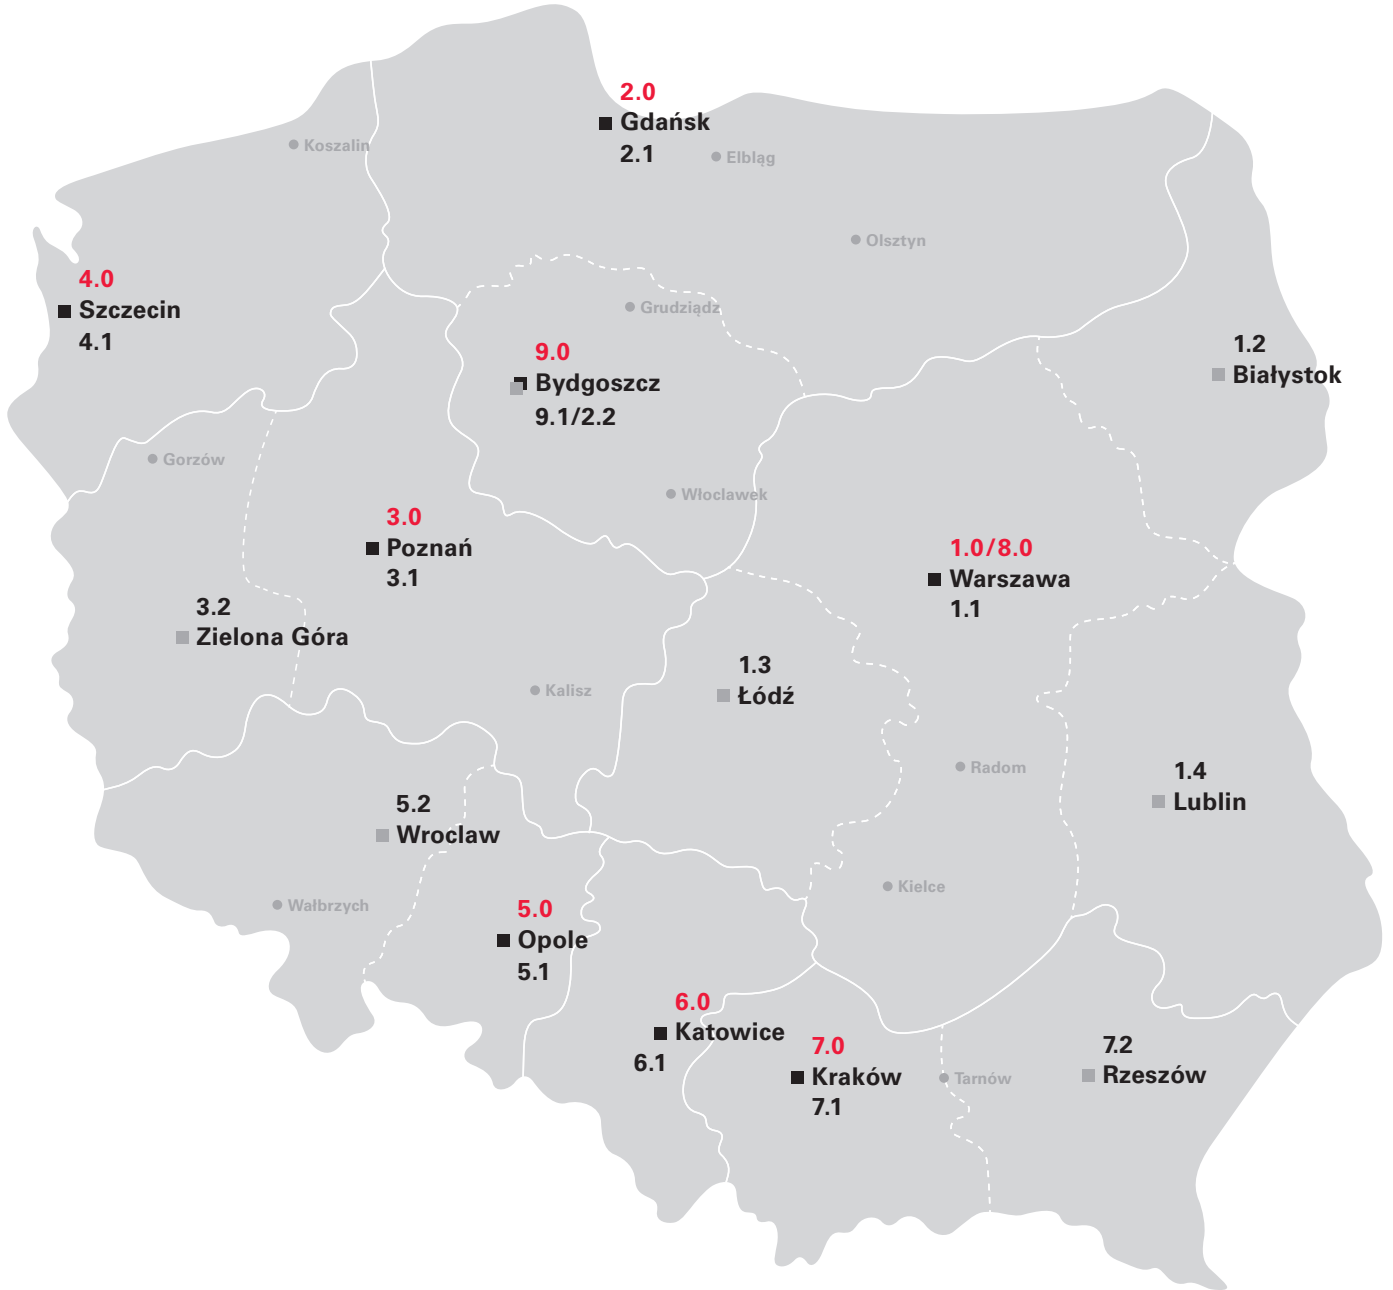 2.0
Gdańsk
2.1
Koszalin
Elbląg
Olsztyn
4.0
Szczecin
4.1
Grudziądz
9.0
Bydgoszcz
9.1/2.2
1.2
Białystok
Gorzów
Włocławek
3.0
Poznań
3.1
1.0/8.0
Warszawa
1.1
3.2
Zielona Góra
1.3
Łódź
Kalisz
Radom
1.4
Lublin
5.2
Wroclaw
Wałbrzych
Kielce
5.0
Opole
5.1
6.0
Katowice
6.1
7.0
Kraków
7.1
Tarnów
7.2
Rzeszów